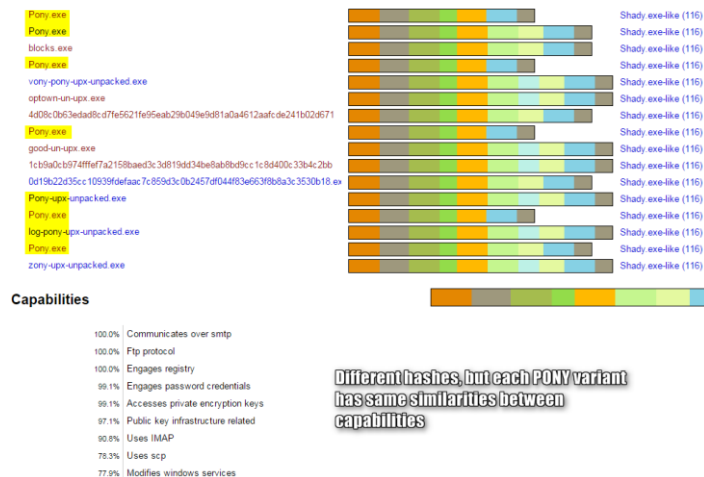 Pony.exe Shady.exe-like (116)
Pony.exe Shady.exe-like (116)
blocks.exe Shady.exe-like (116)
Pony.exe Shady.exe-like (116)
vony-pony-upx-unpacked.exe Shady.exe-like (116)
optown-un-upx.exe Shady.exe-like (116)
4d08c0b63edad8cd7fe5621fe95eab29b049e9d81a0a4612aafcde241b02d671 Shady.exe-like (116)
Pony.exe Shady.exe-like (116)
good-un-upx.exe Shady.exe-like (116)
1cb9a0cb974fffef7a2158baed3c3d819dd34be8ab8bd9cc1c8d400c33b4c2bb Shady.exe-like (116)
0d19b22d35cc10939fdefaac7c859d3c0b2457df044f83e663f8b8a3c3530b18.ex Shady.exe-like (116)
Pony-upx-unpacked.exe Shady.exe-like (116)
Pony.exe Shady.exe-like (116)
log-pony-upx-unpacked.exe Shady.exe-like (116)
Pony.exe Shady.exe-like (116)
zony-upx-unpacked.exe Shady.exe-like (116)
Capabilities
100.0% Communicates over smtp
100.0% Ftp protocol
100.0% Engages registry
99.1% Engages password credentials
99.1% Accesses private encryption keys
97.1% Public key infrastructure related
90.8% Uses IMAP
78.3% Uses scp
77.9% Modifies windows services
Different hashes, but each PONY variant
has same similarities between
capabilities